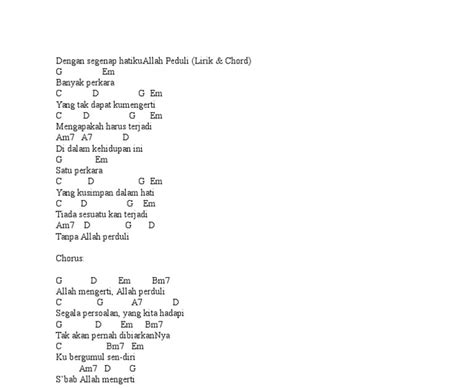 Dengan segenap hatikuAllah Peduli (Lirik & Chord)
G Em
Banyak perkara
C D G Em
Yang tak dapat kumengerti
C D G Em
Mengapakah harus terjadi
Am7 A7 D
Di dalam kehidupan ini
G Em
Satu perkara
C D G Em
Yang kusimpan dalam hati
C D G Em
Tiada sesuatu kan terjadi
Am7 D G D
Tanpa Allah perduli
Chorus:
G D Em Bm7
Allah mengerti, Allah perduli
C G A7 D
Segala persoalan, yang kita hadapi
G D Em Bm7
Tak akan pernah dibiarkanNya
C Bm7 Em
Ku bergumul sen-diri
Am7 D G
S'bab Allah mengerti